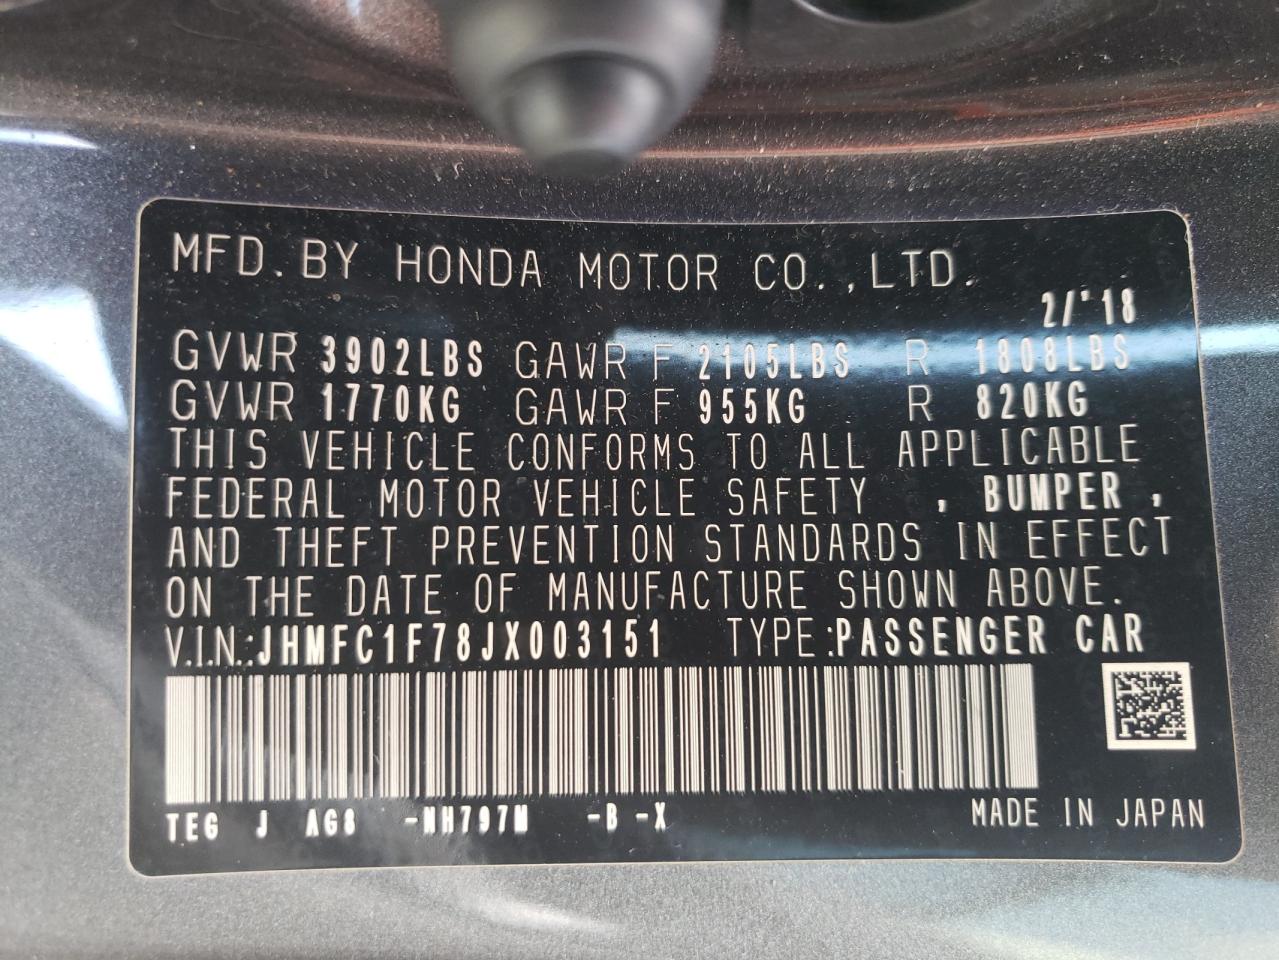 MFD. BY HONDA MOTOR CO., LTD.
2/'18
GVWR 3902LBS GAWR F 2105LBS R 1808LBS
GVWR 1770KG GAWR F 955KG R 820KG
THIS VEHICLE CONFORMS TO ALL APPLICABLE
FEDERAL MOTOR VEHICLE SAFETY , BUMPER ,
AND THEFT PREVENTION STANDARDS IN EFFECT
ON THE DATE OF MANUFACTURE SHOWN ABOVE.
V.I.N.:JHMFC1F78JX003151 TYPE:PASSENGER CAR
TEG J AG8 -NH797M -B -X
MADE IN JAPAN